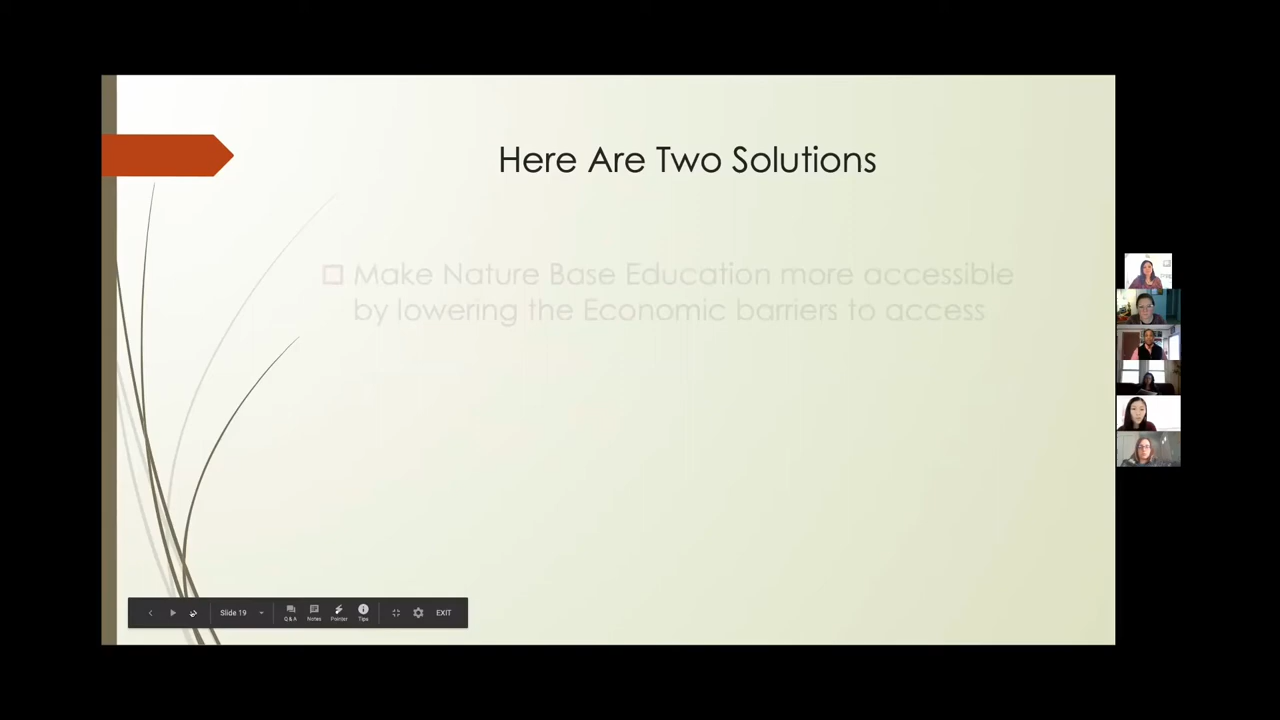 Here Are Two Solutions
Make Nature Base Education more accessible
by lowering the Economic barriers to access
Slide 19
Q & A
Notes
Pointer
Tips
EXIT